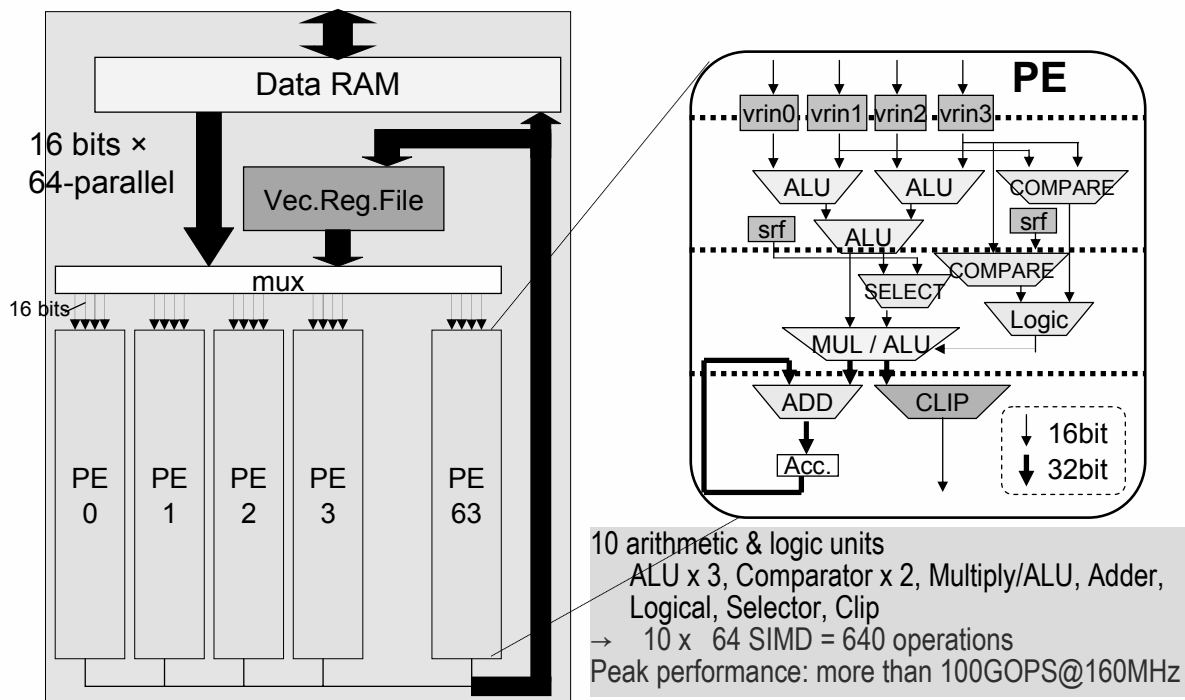 Data RAM
16 bits ×
64-parallel
Vec.Reg.File
mux
16 bits
PE
0
PE
1
PE
2
PE
3
PE
63
PE
vrin0
vrin1
vrin2
vrin3
ALU
ALU
COMPARE
srf
ALU
srf
COMPARE
SELECT
Logic
MUL / ALU
ADD
CLIP
Acc.
16bit
32bit
10 arithmetic & logic units
ALU x 3, Comparator x 2, Multiply/ALU, Adder,
Logical, Selector, Clip
→ 10 x 64 SIMD = 640 operations
Peak performance: more than 100GOPS@160MHz